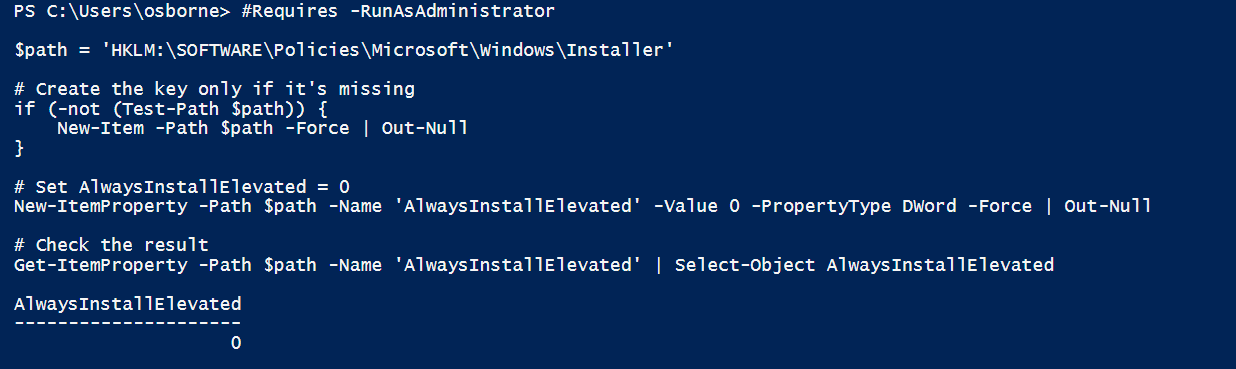 PS C:\Users\osborne> #Requires -RunAsAdministrator
$path = 'HKLM:\SOFTWARE\Policies\Microsoft\Windows\Installer'
# Create the key only if it's missing
if (-not (Test-Path $path)) {
    New-Item -Path $path -Force | Out-Null
}
# Set AlwaysInstallElevated = 0
New-ItemProperty -Path $path -Name 'AlwaysInstallElevated' -Value 0 -PropertyType DWord -Force | Out-Null
# Check the result
Get-ItemProperty -Path $path -Name 'AlwaysInstallElevated' | Select-Object AlwaysInstallElevated
AlwaysInstallElevated
---------------------
                    0